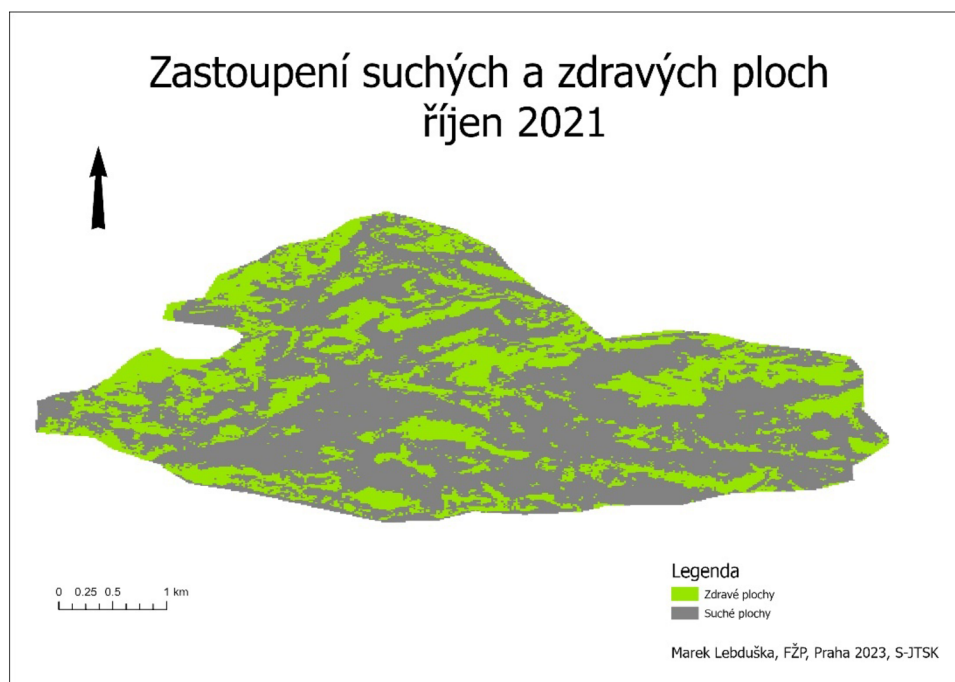 Zastoupení suchých a zdravých ploch
říjen 2021
0 0.25 0.5 1 km
Legenda
Zdravé plochy
Suché plochy
Marek Lebduška, FŽP, Praha 2023, S-JTSK